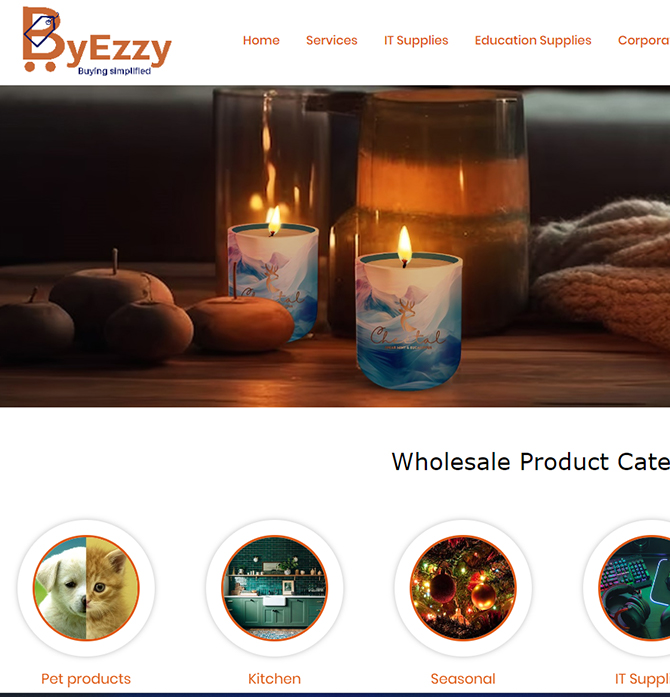 ByEzzy
Buying simplified
Home Services IT Supplies Education Supplies Corpora
Wholesale Product Cate
Pet products Kitchen Seasonal IT Suppl